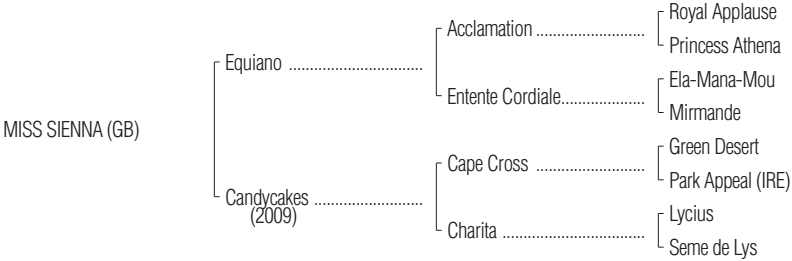 Royal Applause
Acclamation ..........................
Princess Athena
Equiano ................................
Ela-Mana-Mou
Entente Cordiale....................
Mirmande
MISS SIENNA (GB)
Green Desert
Cape Cross ..........................
Park Appeal (IRE)
Candycakes ..........................
(2009)
Lycius
Charita ..................................
Seme de Lys